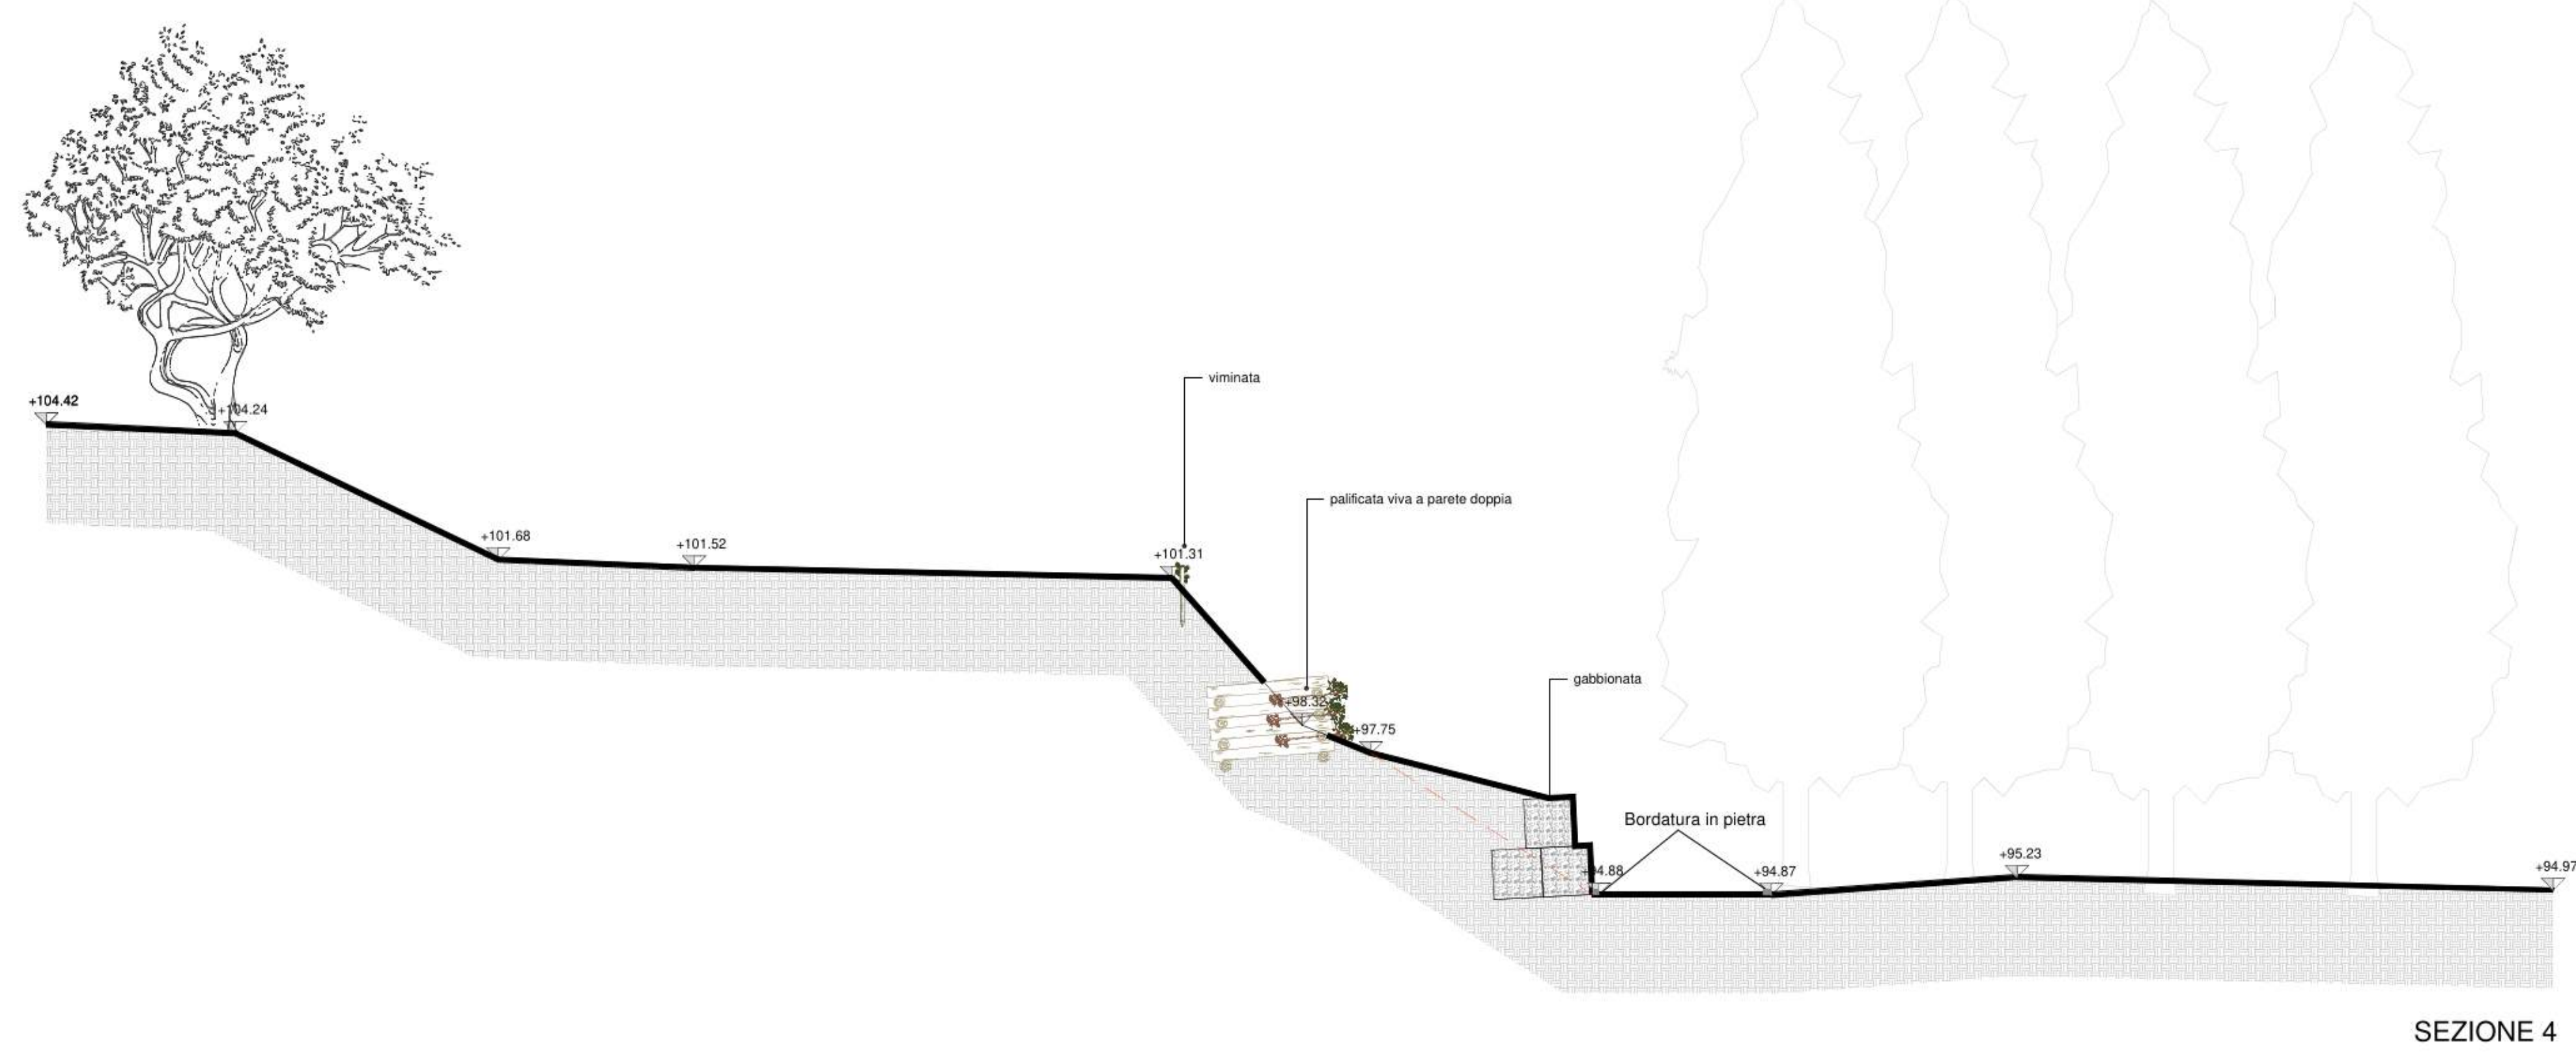 viminata
+104.42
+104.24
palificata viva a parete doppia
+101.68
+101.52
+101.31
gabbionata
+98.32
+97.75
Bordatura in pietra
+94.88
+94.87
+95.23
+94.97
SEZIONE 4